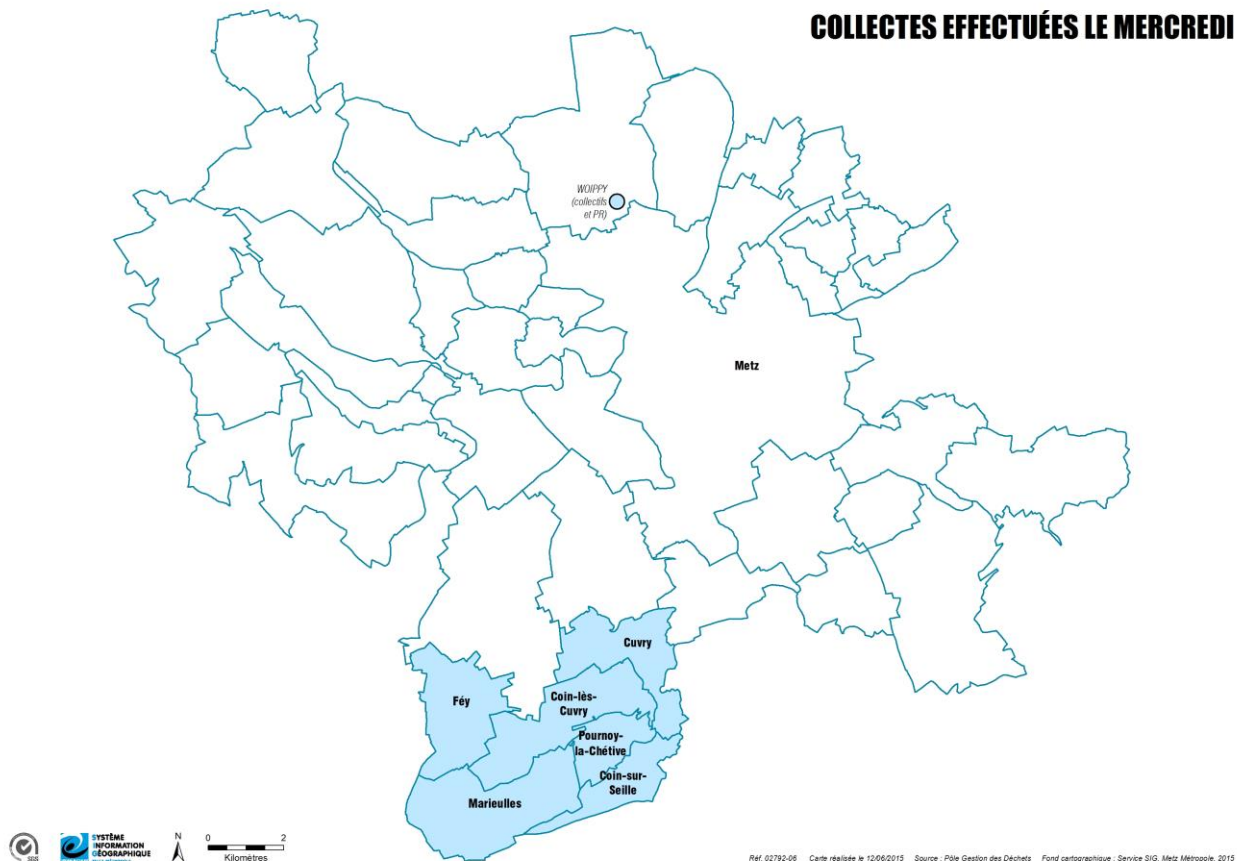 COLLECTES EFFECTUÉES LE MERCREDI
WOIPPY
(collectifs
et PR)
Metz
Cuvry
Féy
Coin-lès-
Cuvry
Pournoy-
la-Chétive
Coin-sur-
Seille
Marieulles
SGS
SYSTÈME
INFORMATION
GÉOGRAPHIQUE
N
0 2
Kilomètres
Réf. 02792-06 Carte réalisée le 12/06/2015 Source : Pôle Gestion des Déchets Fond cartographique : Service SIG, Metz Métropole, 2015